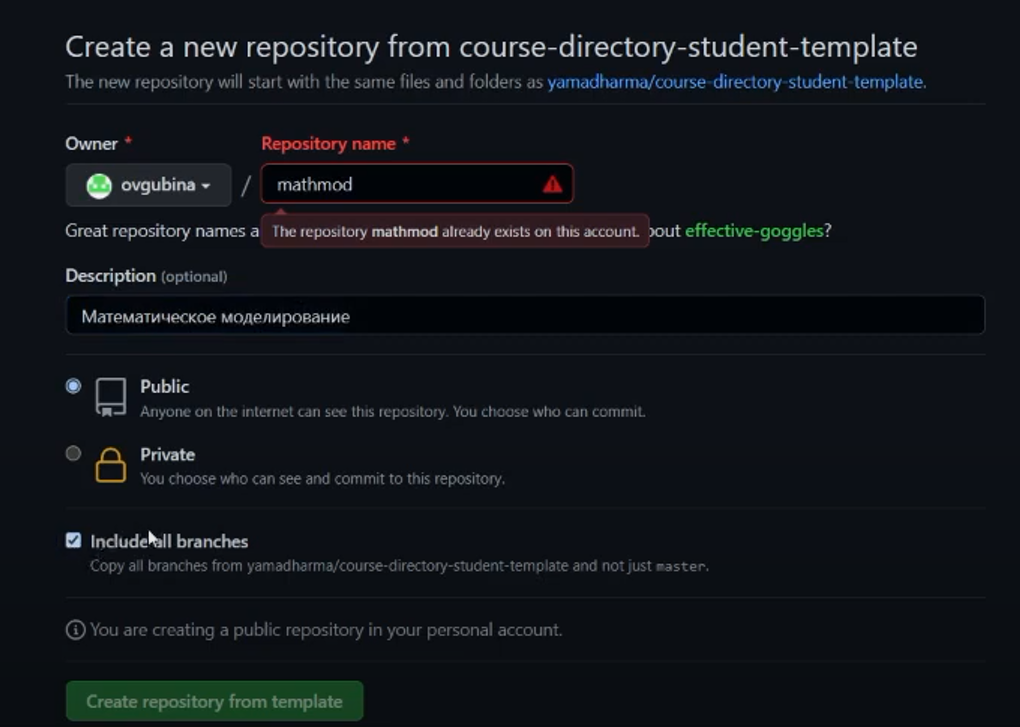 Create a new repository from course-directory-student-template
The new repository will start with the same files and folders as yamadharma/course-directory-student-template.
Owner * Repository name *
ovgubina / mathmod
Great repository names a
The repository mathmod already exists on this account.
effective-goggles?
Description (optional)
Математическое моделирование
Public
Anyone on the internet can see this repository. You choose who can commit.
Private
You choose who can see and commit to this repository.
Include all branches
Copy all branches from yamadharma/course-directory-student-template and not just master.
You are creating a public repository in your personal account.
Create repository from template